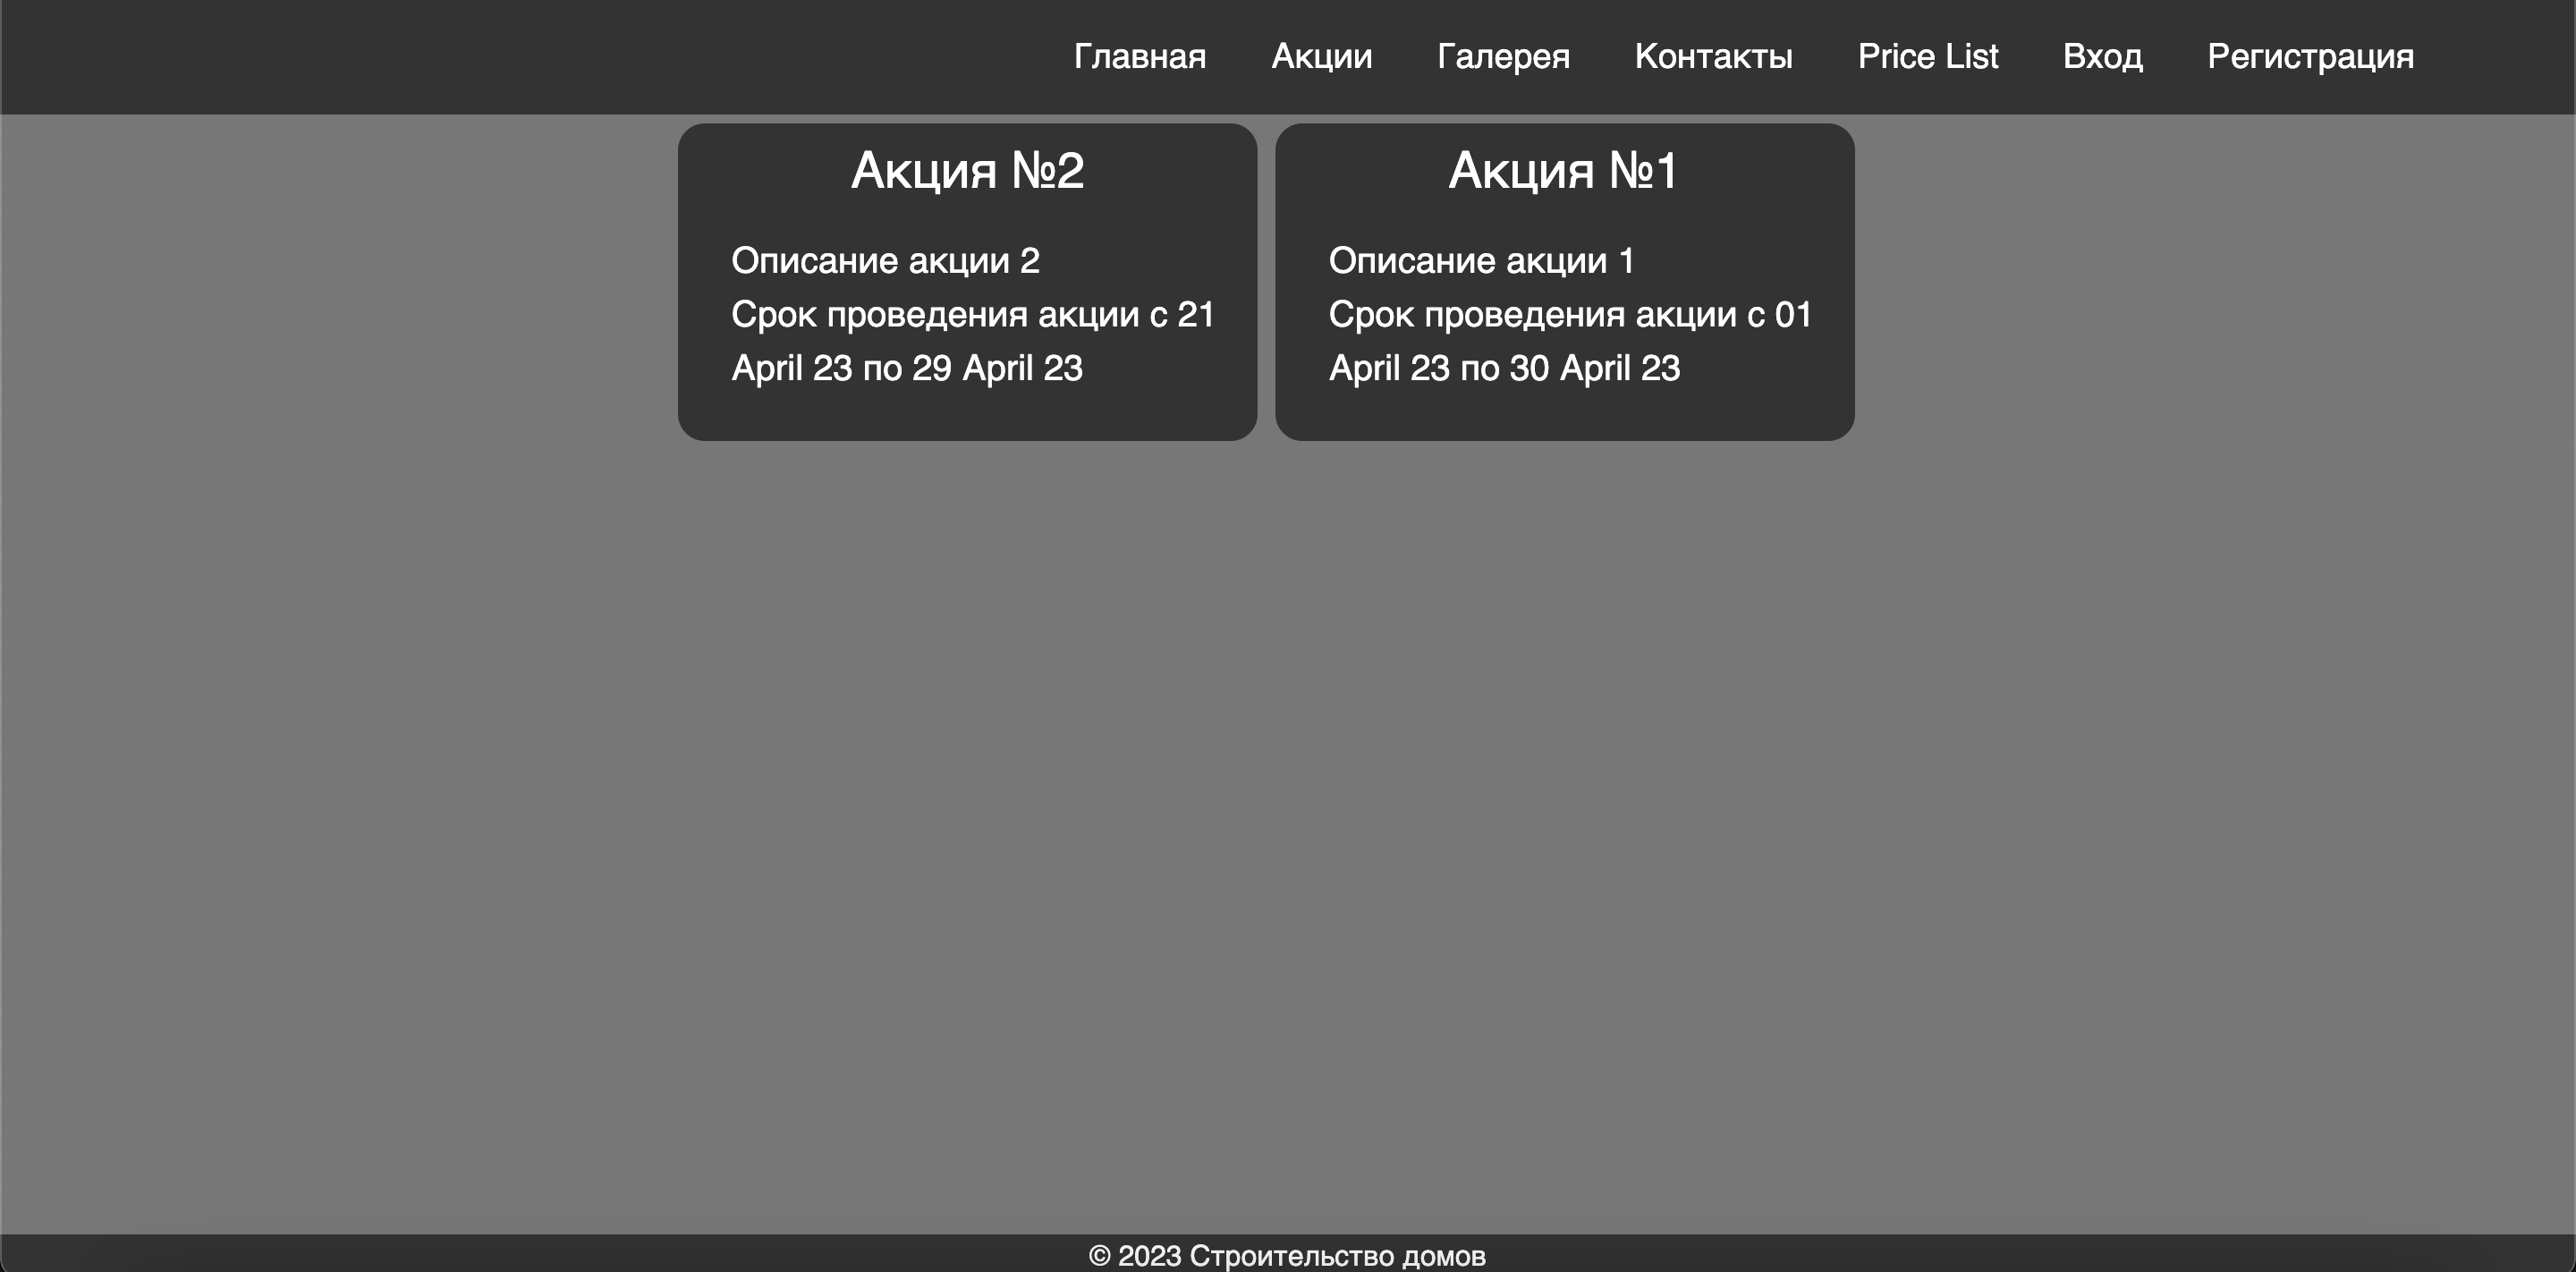 Главная Акции Галерея Контакты Price List Вход Регистрация
Акция №2
Описание акции 2
Срок проведения акции с 21
April 23 по 29 April 23
Акция №1
Описание акции 1
Срок проведения акции с 01
April 23 по 30 April 23
© 2023 Строительство домов